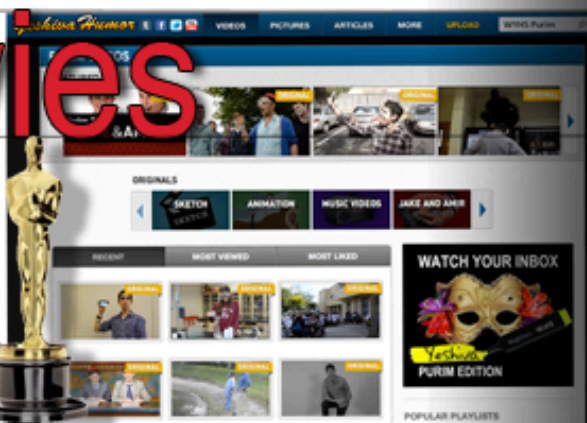 Yeshiva Humor VIDEOS PICTURES ARTICLES MORE UPLOAD WYHS Purim
vies
ORIGINAL ORIGINAL ORIGINAL
ORIGINALS
SKETCH ANIMATION MUSIC VIDEOS JAKE AND AMIR
RECENT MOST VIEWED MOST LIKED
ORIGINAL ORIGINAL ORIGINAL
ORIGINAL ORIGINAL ORIGINAL
WATCH YOUR INBOX
Yeshiva
PURIM EDITION
POPULAR PLAYLISTS